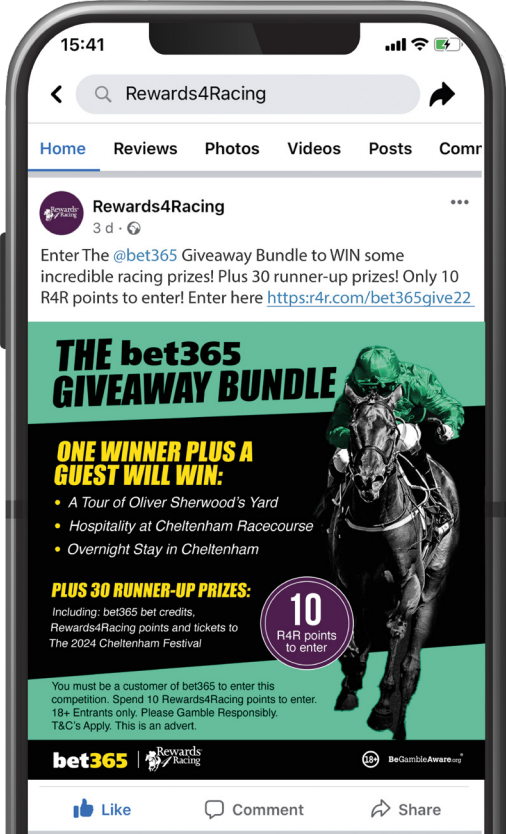 15:41
Rewards4Racing
Home Reviews Photos Videos Posts Comr
Rewards4Racing
Rewards4Racing
3 d ·
Enter The @bet365 Giveaway Bundle to WIN some
incredible racing prizes! Plus 30 runner-up prizes! Only 10
R4R points to enter! Enter here https:r4r.com/bet365give22
THE bet365
GIVEAWAY BUNDLE
ONE WINNER PLUS A
GUEST WILL WIN:
• A Tour of Oliver Sherwood's Yard
• Hospitality at Cheltenham Racecourse
• Overnight Stay in Cheltenham
PLUS 30 RUNNER-UP PRIZES:
Including: bet365 bet credits,
Rewards4Racing points and tickets to
The 2024 Cheltenham Festival
10
R4R points
to enter
You must be a customer of bet365 to enter this
competition. Spend 10 Rewards4Racing points to enter.
18+ Entrants only. Please Gamble Responsibly.
T&C's Apply. This is an advert.
bet365 | Rewards4Racing
18+ BeGambleAware.org®
Like Comment Share